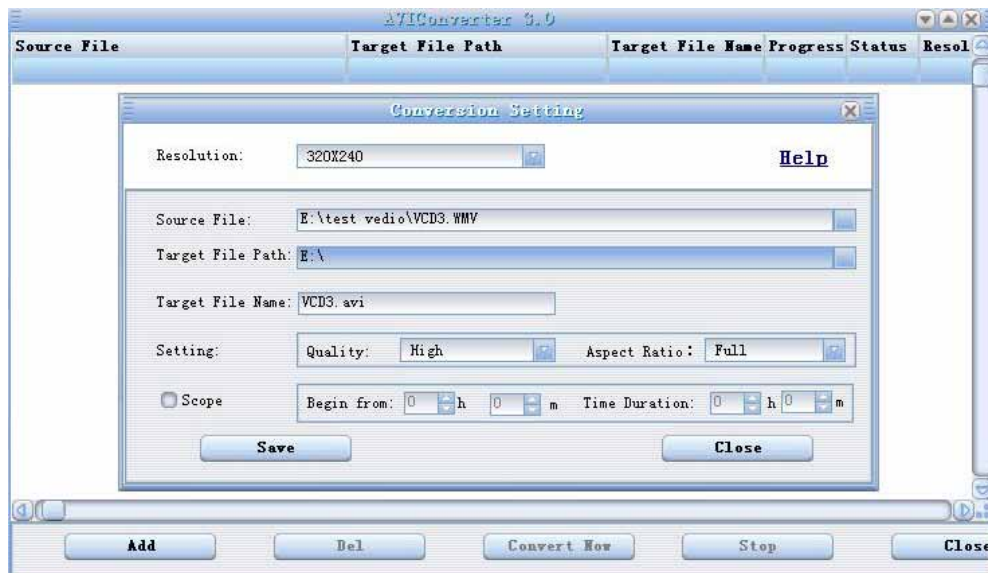 AVIConverter 3.0
Source File Target File Path Target File Name Progress Status Resol
Conversion Setting
Resolution: 320X240 Help
Source File: E:\test vedio\VCD3.WMV
Target File Path: E:\
Target File Name: VCD3.avi
Setting: Quality: High Aspect Ratio: Full
Scope Begin from: 0 h 0 m Time Duration: 0 h 0 m
Save Close
Add Del Convert Now Stop Close